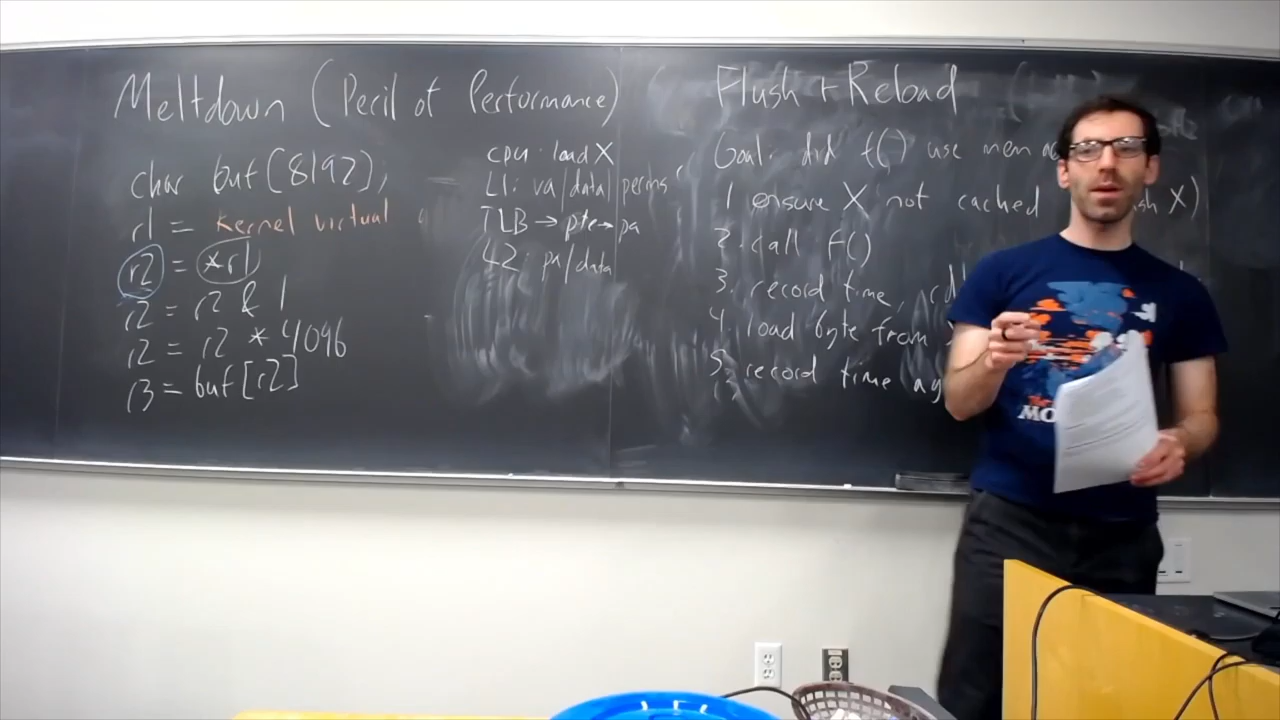 Meltdown (Peril of Performance)
char buf[8192];
r1 = kernel virtual
r2 = *r1
r2 = r2 & 1
r2 = r2 * 4096
r3 = buf[r2]
cpu: load X
L1: va/data/perms
TLB → pte → pa
L2: pa/data
Flush + Reload
Goal: did f() use mem
1 ensure X not cached X)
2. call f()
3. record time,
4. load byte from
5. record time
MO